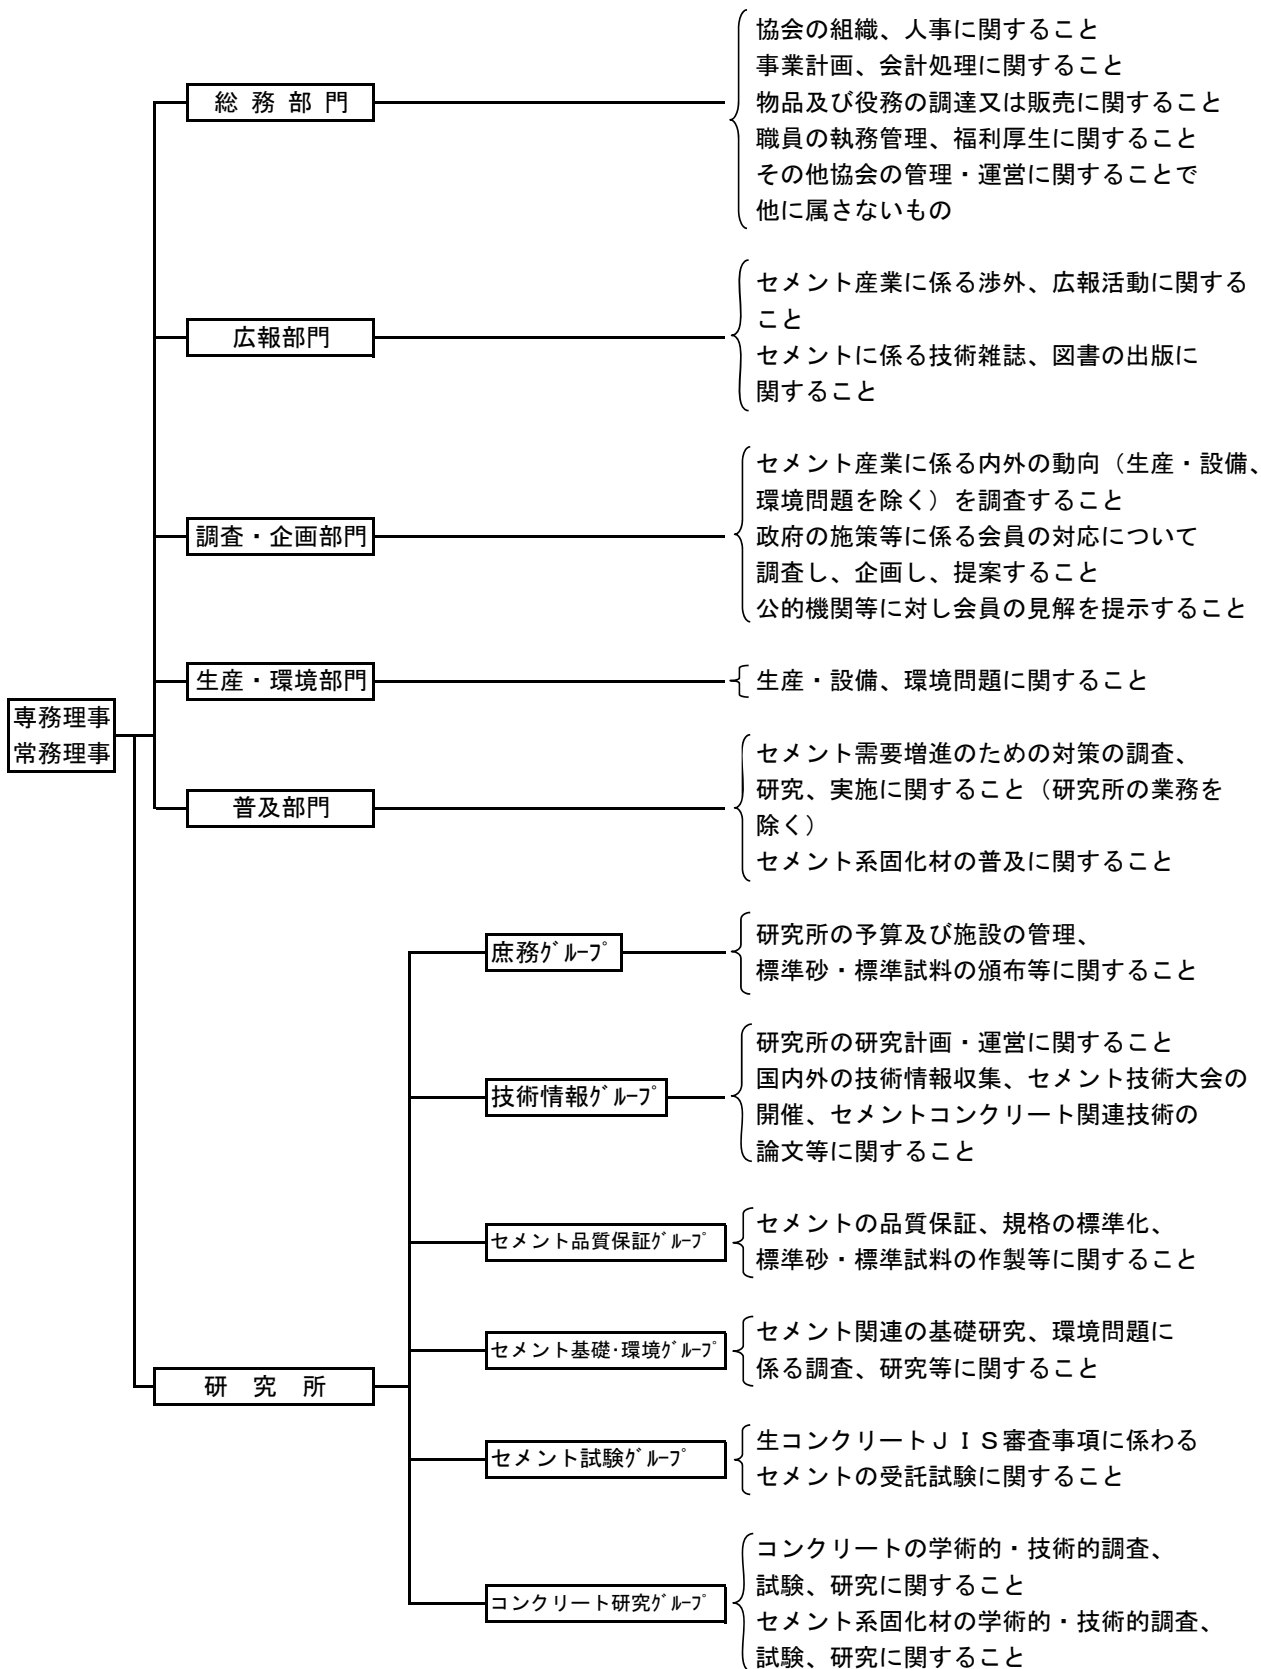 協会の組織、人事に関すること
事業計画、会計処理に関すること
総 務 部 門
物品及び役務の調達又は販売に関すること
職員の執務管理、福利厚生に関すること
その他協会の管理・運営に関することで
他に属さないもの
セメント産業に係る渉外、広報活動に関する
こと
広報部門
セメントに係る技術雑誌、図書の出版に
関すること
セメント産業に係る内外の動向（生産・設備、
環境問題を除く）を調査すること
調査・企画部門
政府の施策等に係る会員の対応について
調査し、企画し、提案すること
公的機関等に対し会員の見解を提示すること
生産・環境部門
生産・設備、環境問題に関すること
専務理事
常務理事
セメント需要増進のための対策の調査、
研究、実施に関すること（研究所の業務を
除く）
普及部門
セメント系固化材の普及に関すること
庶務ｸﾞﾙｰﾌﾟ
研究所の予算及び施設の管理、
標準砂・標準試料の頒布等に関すること
技術情報ｸﾞﾙｰﾌﾟ
研究所の研究計画・運営に関すること
国内外の技術情報収集、セメント技術大会の
開催、セメントコンクリート関連技術の
論文等に関すること
セメント品質保証ｸﾞﾙｰﾌﾟ
セメントの品質保証、規格の標準化、
標準砂・標準試料の作製等に関すること
セメント基礎･環境ｸﾞﾙｰﾌﾟ
セメント関連の基礎研究、環境問題に
係る調査、研究等に関すること
研 究 所
セメント試験ｸﾞﾙｰﾌﾟ
生コンクリートＪＩＳ審査事項に係わる
セメントの受託試験に関すること
コンクリート研究ｸﾞﾙｰﾌﾟ
コンクリートの学術的・技術的調査、
試験、研究に関すること
セメント系固化材の学術的・技術的調査、
試験、研究に関すること